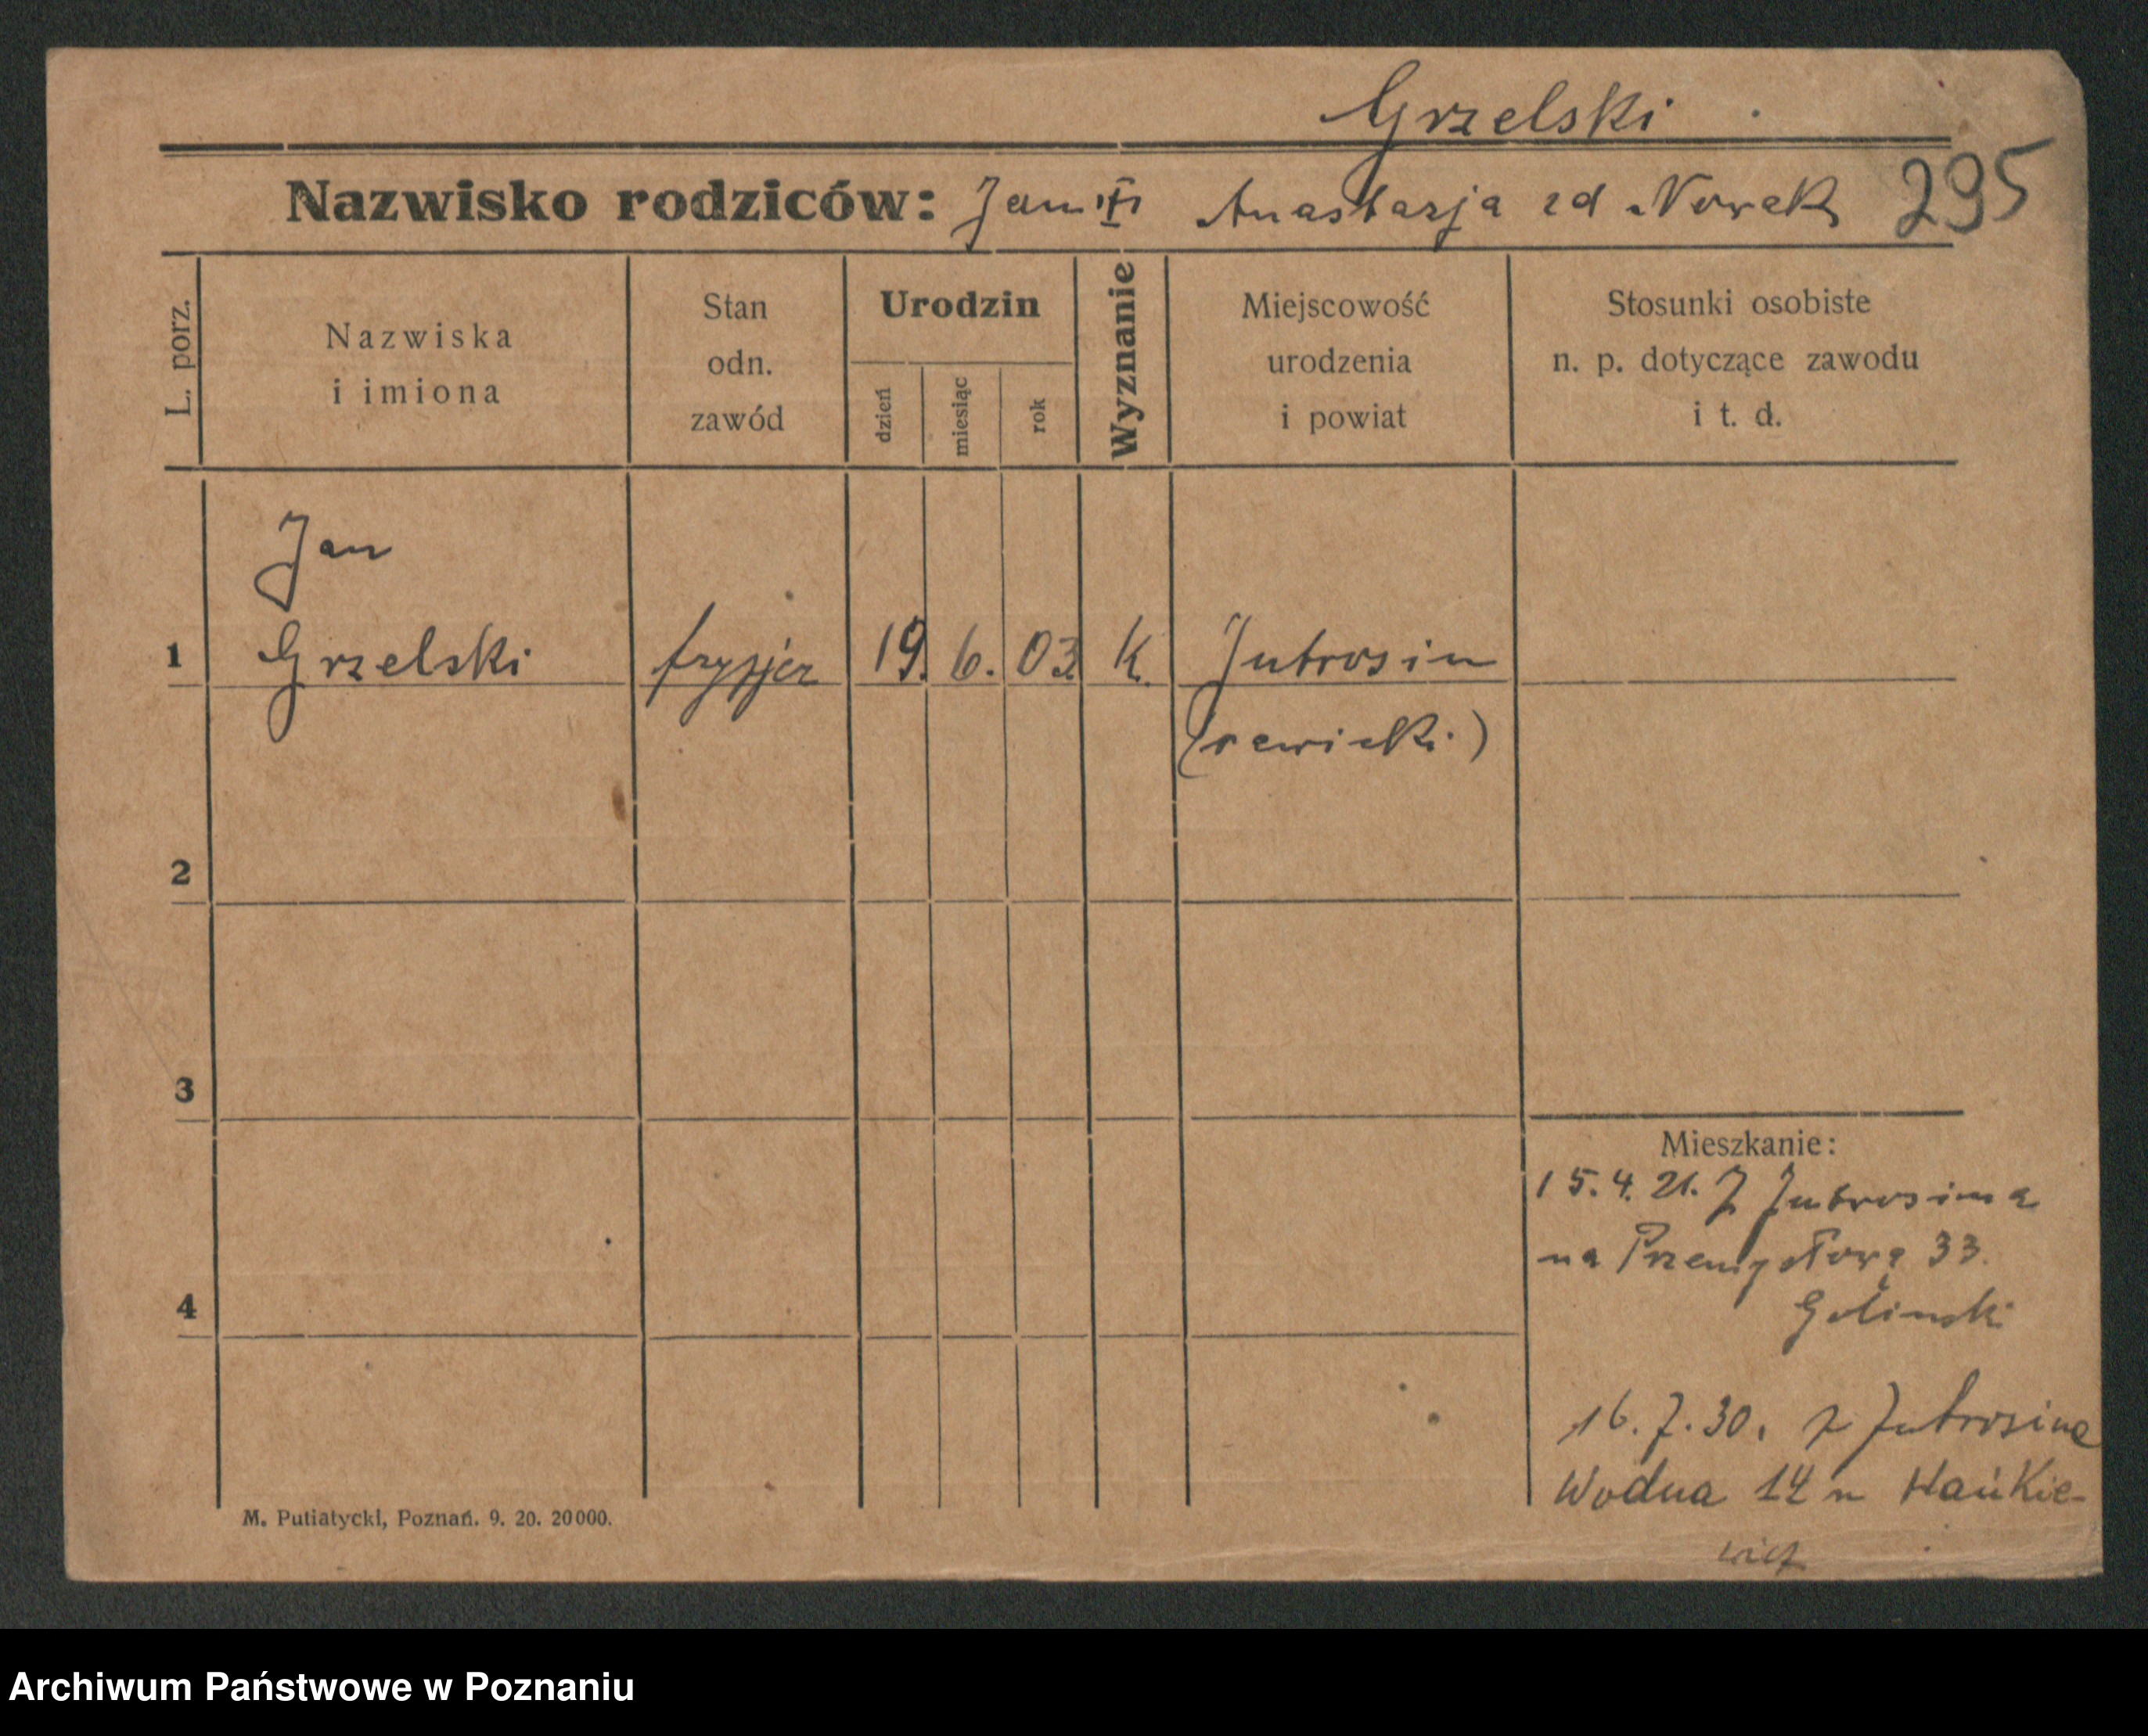 Grzelski
Nazwisko rodziców: Jan Anastazja zd Nowak 295
L. porz.
Nazwiska
i imiona
Stan
odn.
zawód
Urodzin
dzień
miesiąc
rok
Wyznanie
Miejscowość
urodzenia
i powiat
Stosunki osobiste
n. p. dotyczące zawodu
i t. d.
Jan
1 Grzelski fryzjer 19. 6. 03. K. Jutrosin
(rawicki)
2
3
4
Mieszkanie:
15.4.21. Z Jutrosina
na Przemysłową 33.
Golinski
16.7.30. z Jutrosina
Wodna 14 u Hańkie-
wicz
M. Putiatycki, Poznań. 9. 20. 20000.
Archiwum Państwowe w Poznaniu